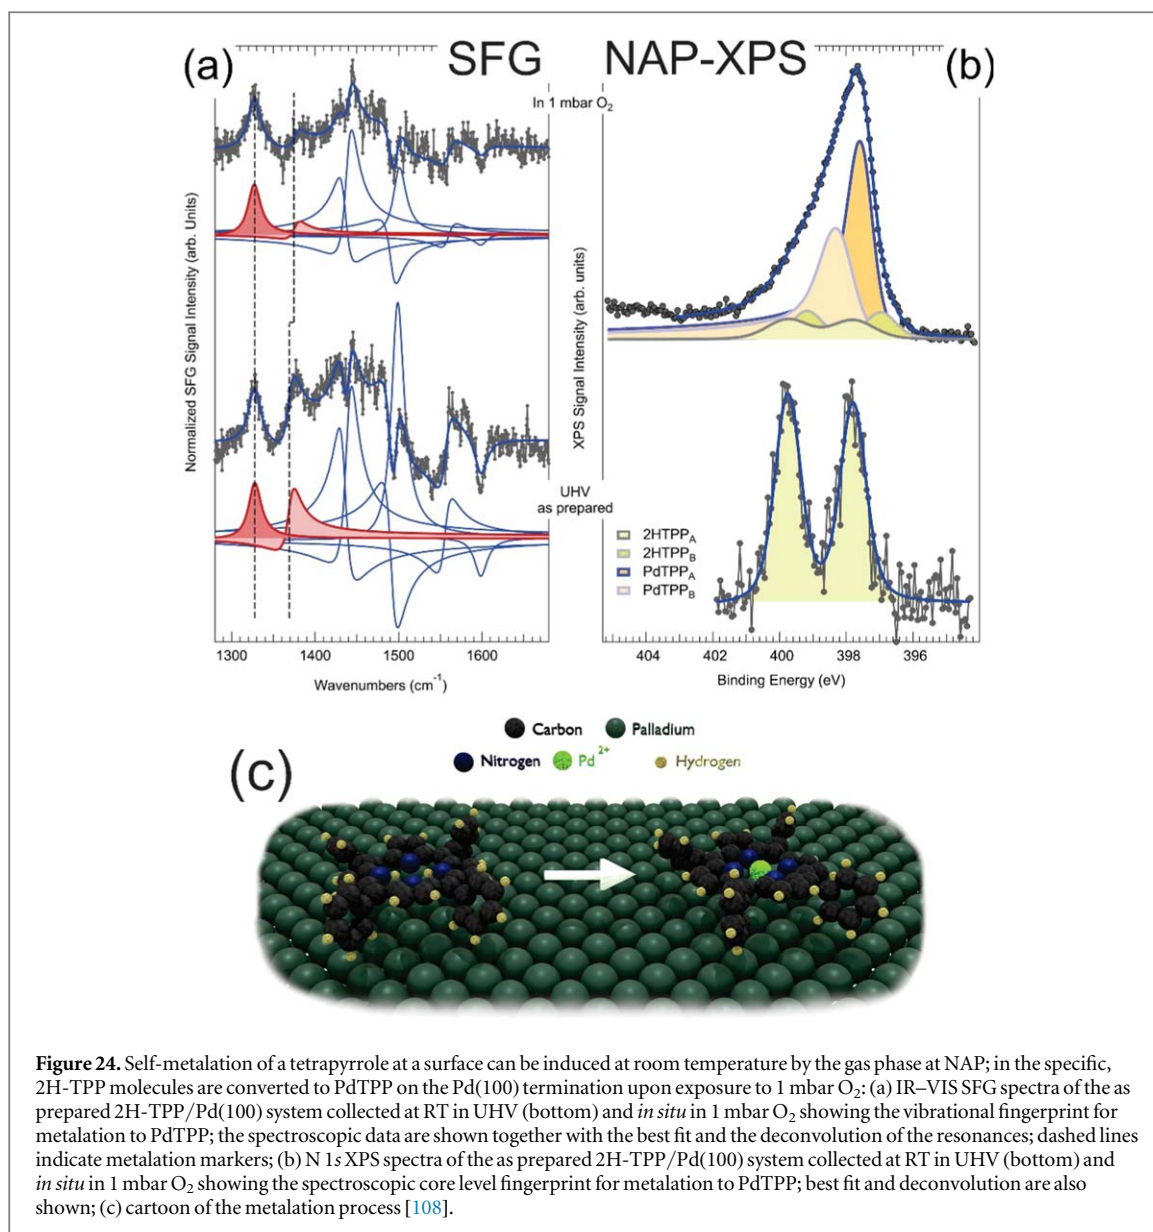 (a)
SFG
NAP-XPS
(b)
In 1 mbar O₂
Normalized SFG Signal Intensity (arb. Units)
XPS Signal Intensity (arb. units)
UHV
as prepared
2HTPP_A
2HTPP_B
PdTPP_A
PdTPP_B
1300 1400 1500 1600
Wavenumbers (cm⁻¹)
404 402 400 398 396
Binding Energy (eV)
(c)
Carbon Palladium
Nitrogen Pd²⁺ Hydrogen
Figure 24. Self-metalation of a tetrapyrrole at a surface can be induced at room temperature by the gas phase at NAP; in the specific,
2H-TPP molecules are converted to PdTPP on the Pd(100) termination upon exposure to 1 mbar O₂: (a) IR–VIS SFG spectra of the as
prepared 2H-TPP/Pd(100) system collected at RT in UHV (bottom) and in situ in 1 mbar O₂ showing the vibrational fingerprint for
metalation to PdTPP; the spectroscopic data are shown together with the best fit and the deconvolution of the resonances; dashed lines
indicate metalation markers; (b) N 1s XPS spectra of the as prepared 2H-TPP/Pd(100) system collected at RT in UHV (bottom) and
in situ in 1 mbar O₂ showing the spectroscopic core level fingerprint for metalation to PdTPP; best fit and deconvolution are also
shown; (c) cartoon of the metalation process [108].